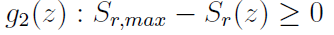 g_2(z) : S_{r,max} − S_r(z) ≥ 0